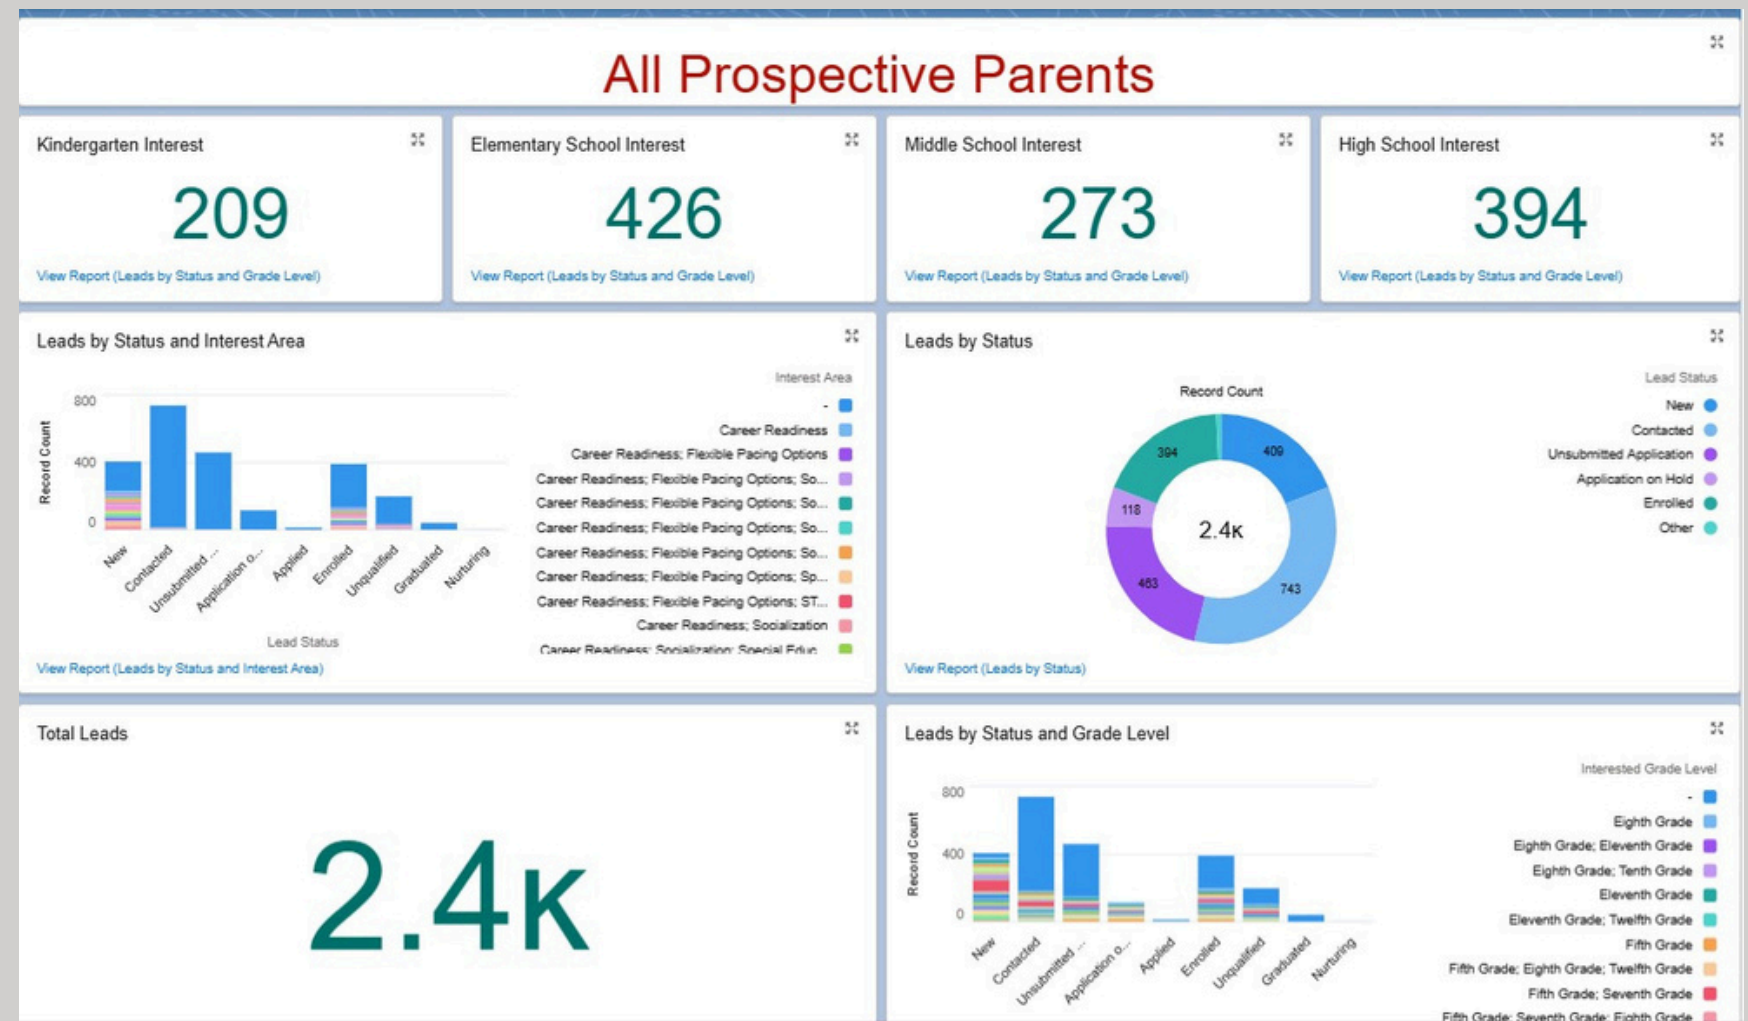 All Prospective Parents
Kindergarten Interest
209
View Report (Leads by Status and Grade Level)
Elementary School Interest
426
View Report (Leads by Status and Grade Level)
Middle School Interest
273
View Report (Leads by Status and Grade Level)
High School Interest
394
View Report (Leads by Status and Grade Level)
Leads by Status and Interest Area
Record Count
800
400
0
New
Contacted
Unsubmitted ...
Application o...
Applied
Enrolled
Unqualified
Graduated
Nurturing
Lead Status
Interest Area
-
Career Readiness
Career Readiness; Flexible Pacing Options
Career Readiness; Flexible Pacing Options; So...
Career Readiness; Flexible Pacing Options; So...
Career Readiness; Flexible Pacing Options; So...
Career Readiness; Flexible Pacing Options; So...
Career Readiness; Flexible Pacing Options; Sp...
Career Readiness; Flexible Pacing Options; ST...
Career Readiness; Socialization
Career Readiness; Socialization; Special Educ...
View Report (Leads by Status and Interest Area)
Leads by Status
Record Count
409
743
463
118
394
2.4K
Lead Status
New
Contacted
Unsubmitted Application
Application on Hold
Enrolled
Other
View Report (Leads by Status)
Total Leads
2.4K
Leads by Status and Grade Level
Record Count
800
400
0
New
Contacted
Unsubmitted ...
Application o...
Applied
Enrolled
Unqualified
Graduated
Nurturing
Interested Grade Level
-
Eighth Grade
Eighth Grade; Eleventh Grade
Eighth Grade; Tenth Grade
Eleventh Grade
Eleventh Grade; Twelfth Grade
Fifth Grade
Fifth Grade; Eighth Grade; Twelfth Grade
Fifth Grade; Seventh Grade
Fifth Grade; Seventh Grade; Eighth Grade